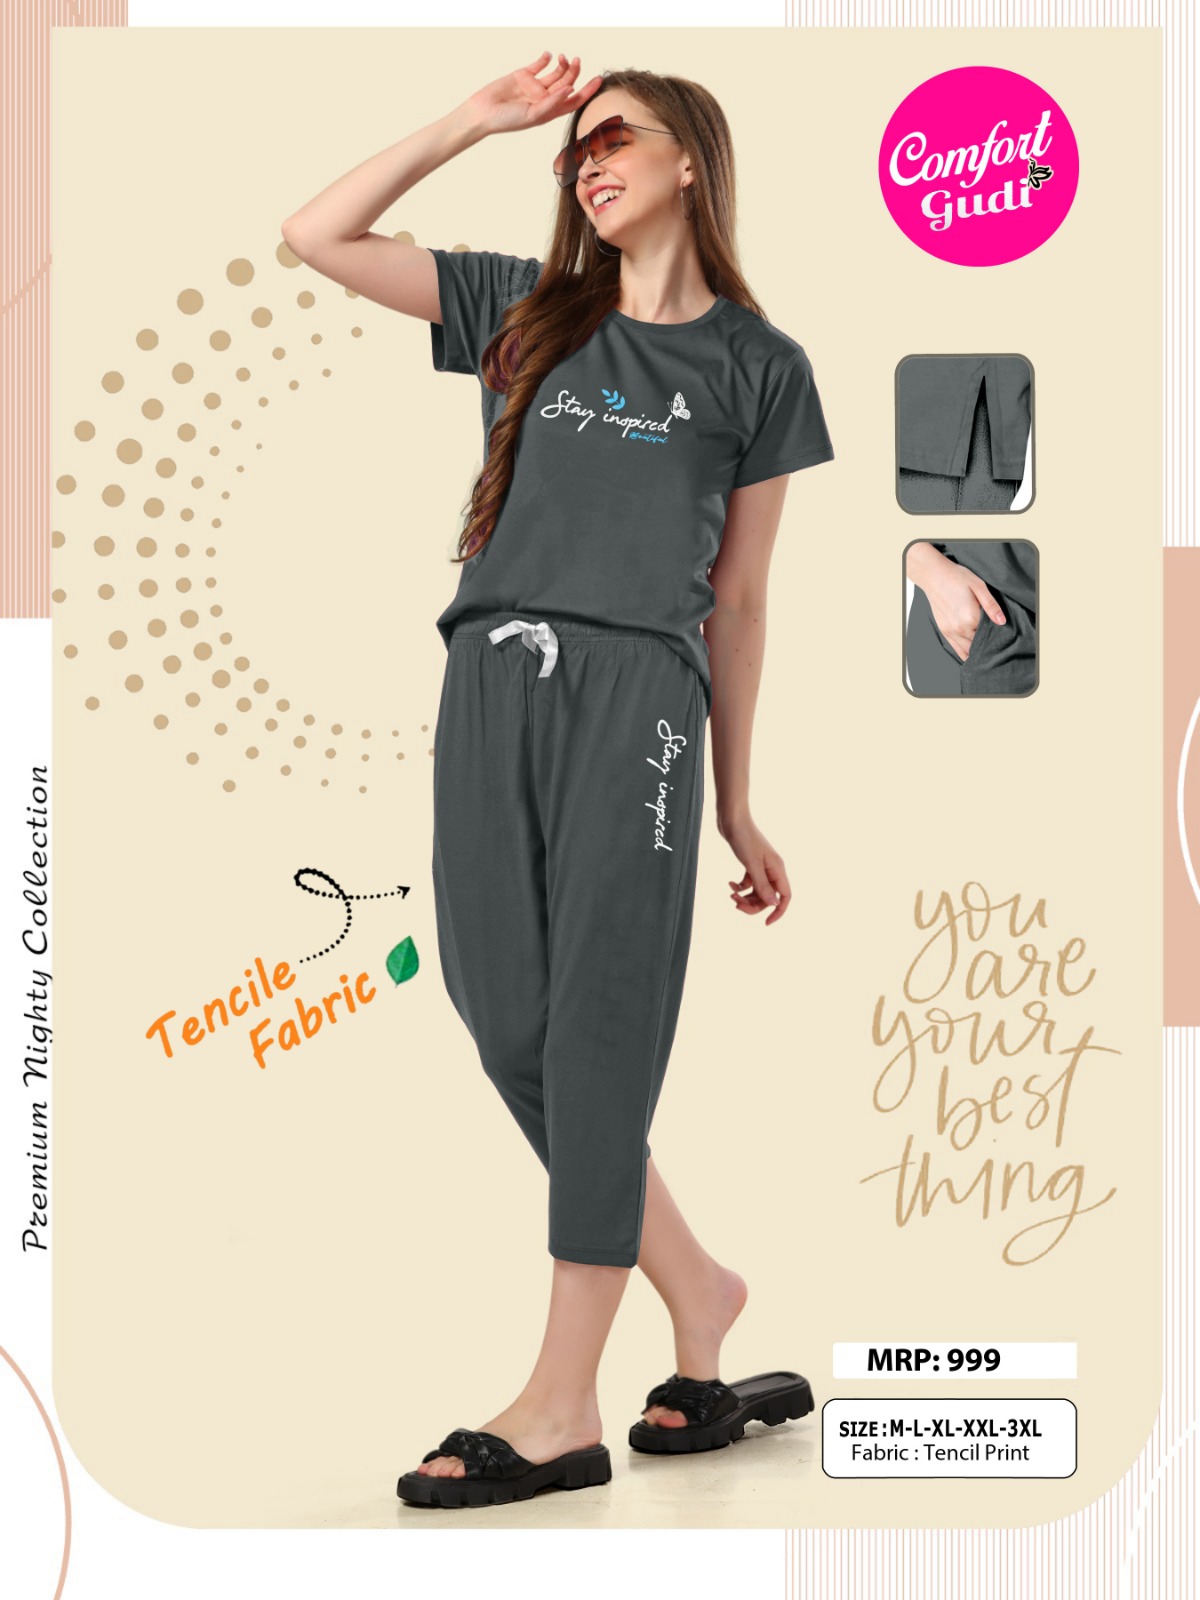 Comfort
Gudi
Stay inspired
Beautiful
Stay inspired
Premium Nighty Collection
Tencile
Fabric
you
are
your
best
thing
MRP: 999
SIZE : M-L-XL-XXL-3XL
Fabric : Tencil Print